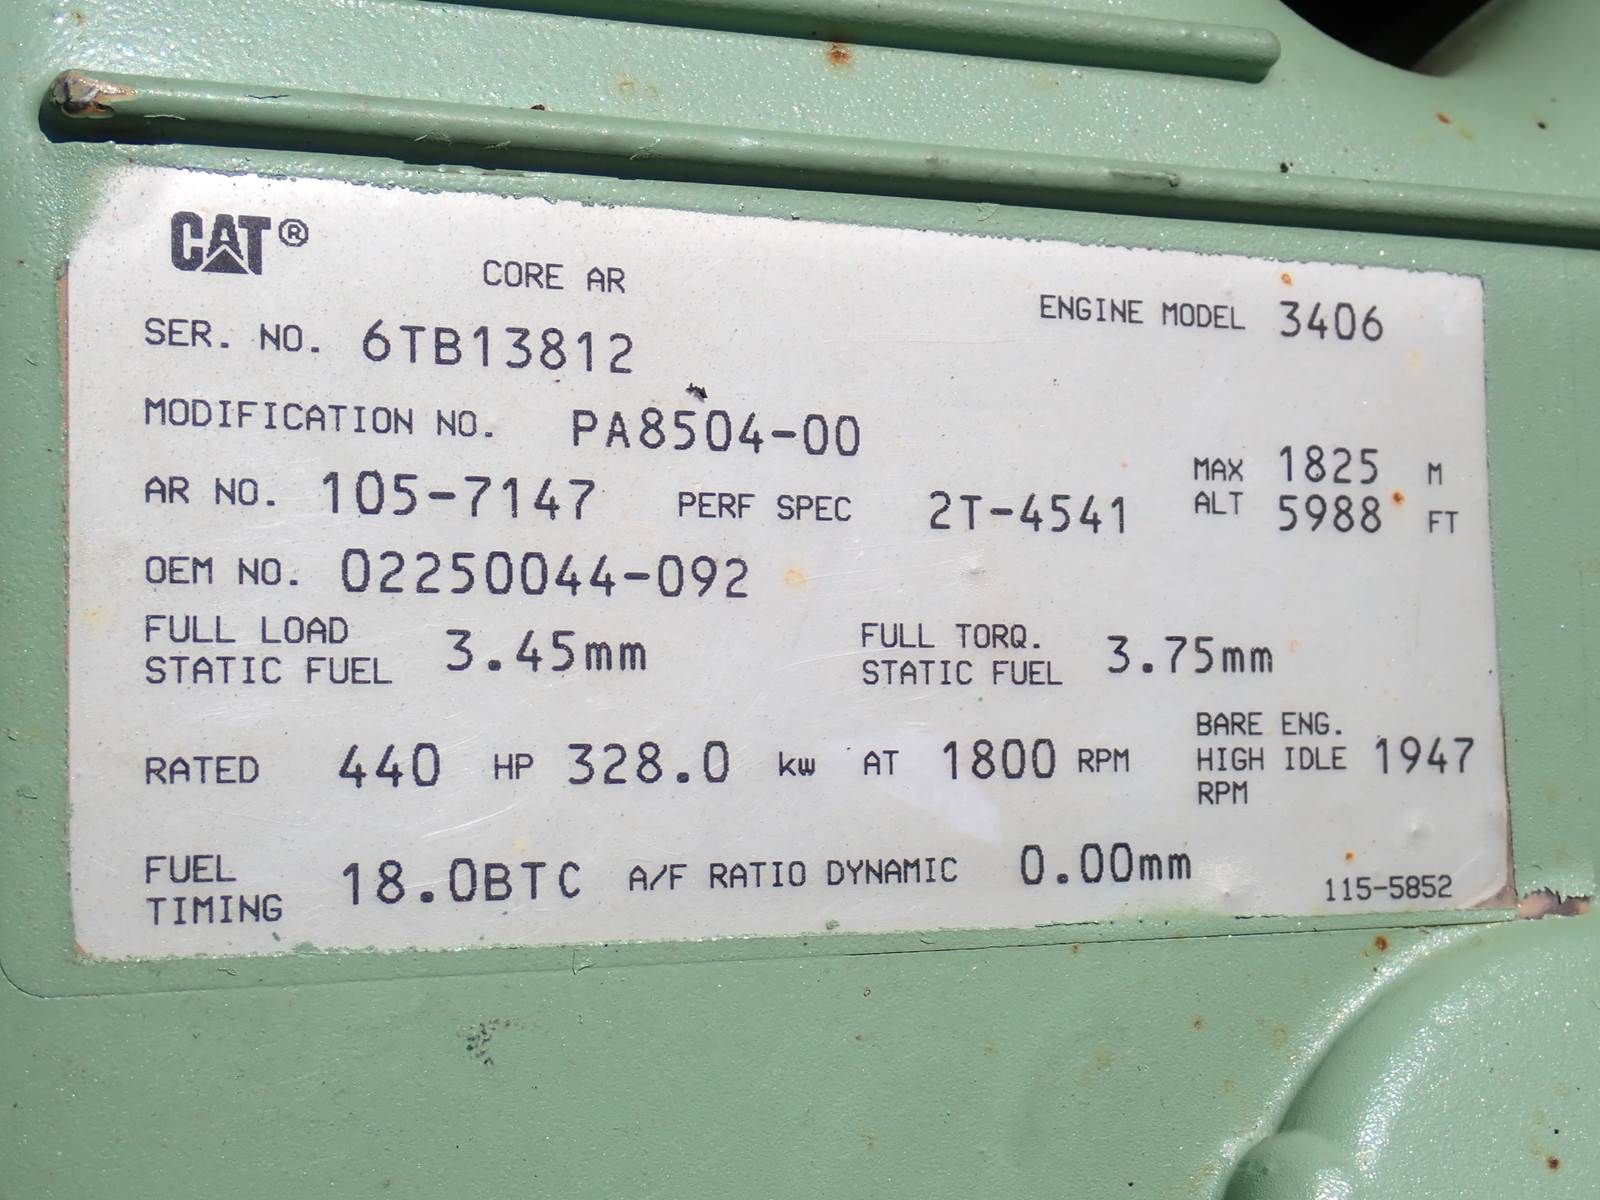 CAT®
CORE AR
ENGINE MODEL 3406
SER. NO. 6TB13812
MODIFICATION NO. PA8504-00
AR NO. 105-7147 PERF SPEC 2T-4541
MAX ALT 1825 M
5988 FT
OEM NO. 02250044-092
FULL LOAD
STATIC FUEL 3.45mm
FULL TORQ.
STATIC FUEL 3.75mm
RATED 440 HP 328.0 kw AT 1800 RPM
BARE ENG.
HIGH IDLE 1947
RPM
FUEL
TIMING 18.0BTC A/F RATIO DYNAMIC 0.00mm
115-5852